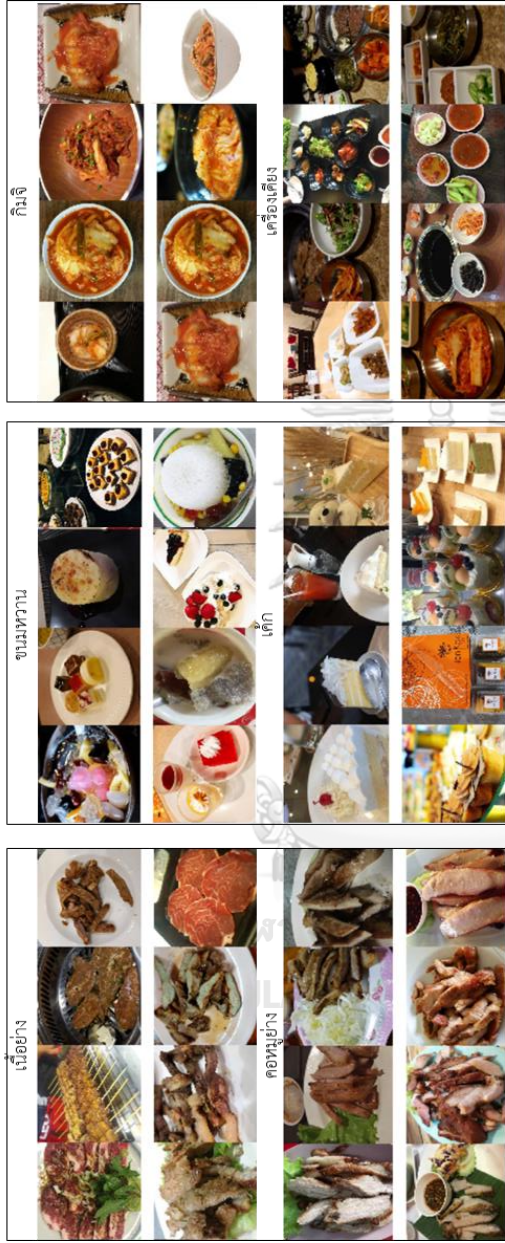 เนื้อย่าง
คอหมูย่าง
ขนมหวาน
เค้ก
กิมจิ
เครื่องเคียง